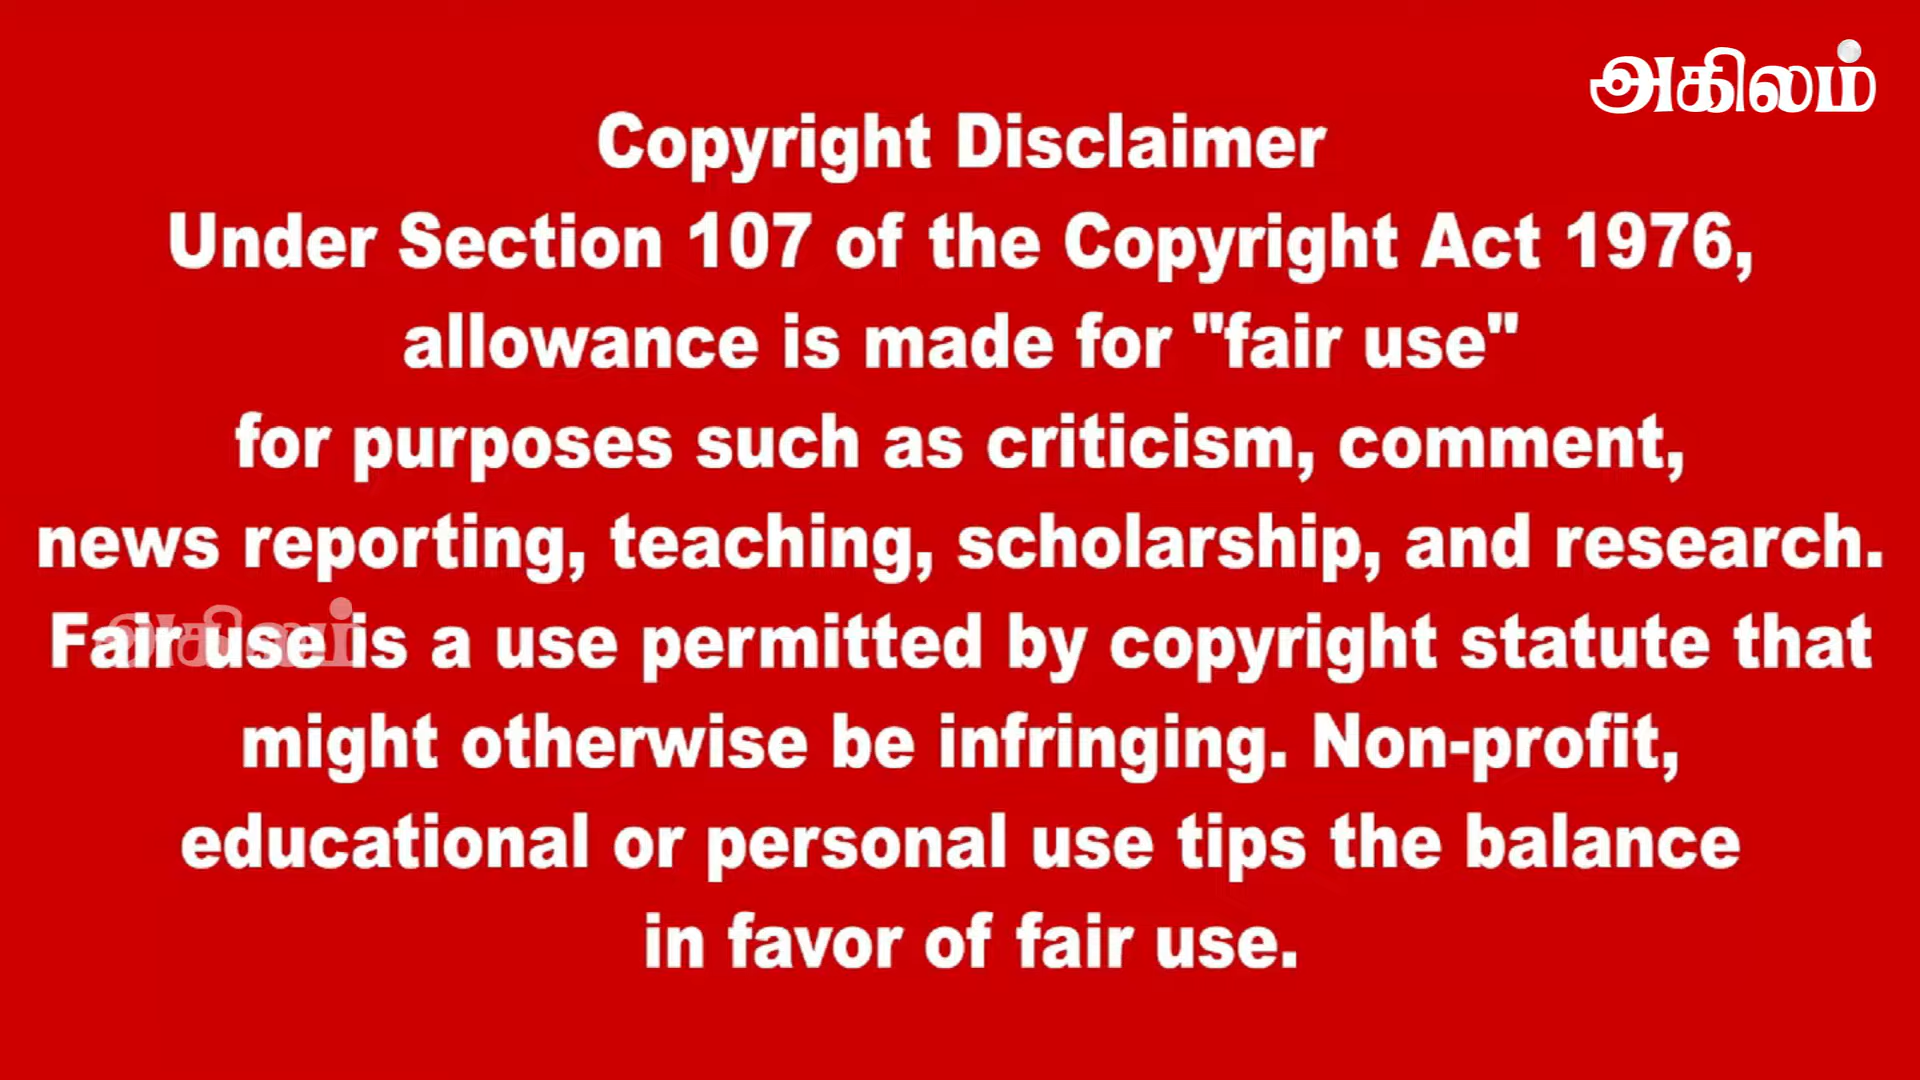 அகிலம்
Copyright Disclaimer
Under Section 107 of the Copyright Act 1976,
allowance is made for "fair use"
for purposes such as criticism, comment,
news reporting, teaching, scholarship, and research.
Fair use is a use permitted by copyright statute that
அகிலம்
might otherwise be infringing. Non-profit,
educational or personal use tips the balance
in favor of fair use.